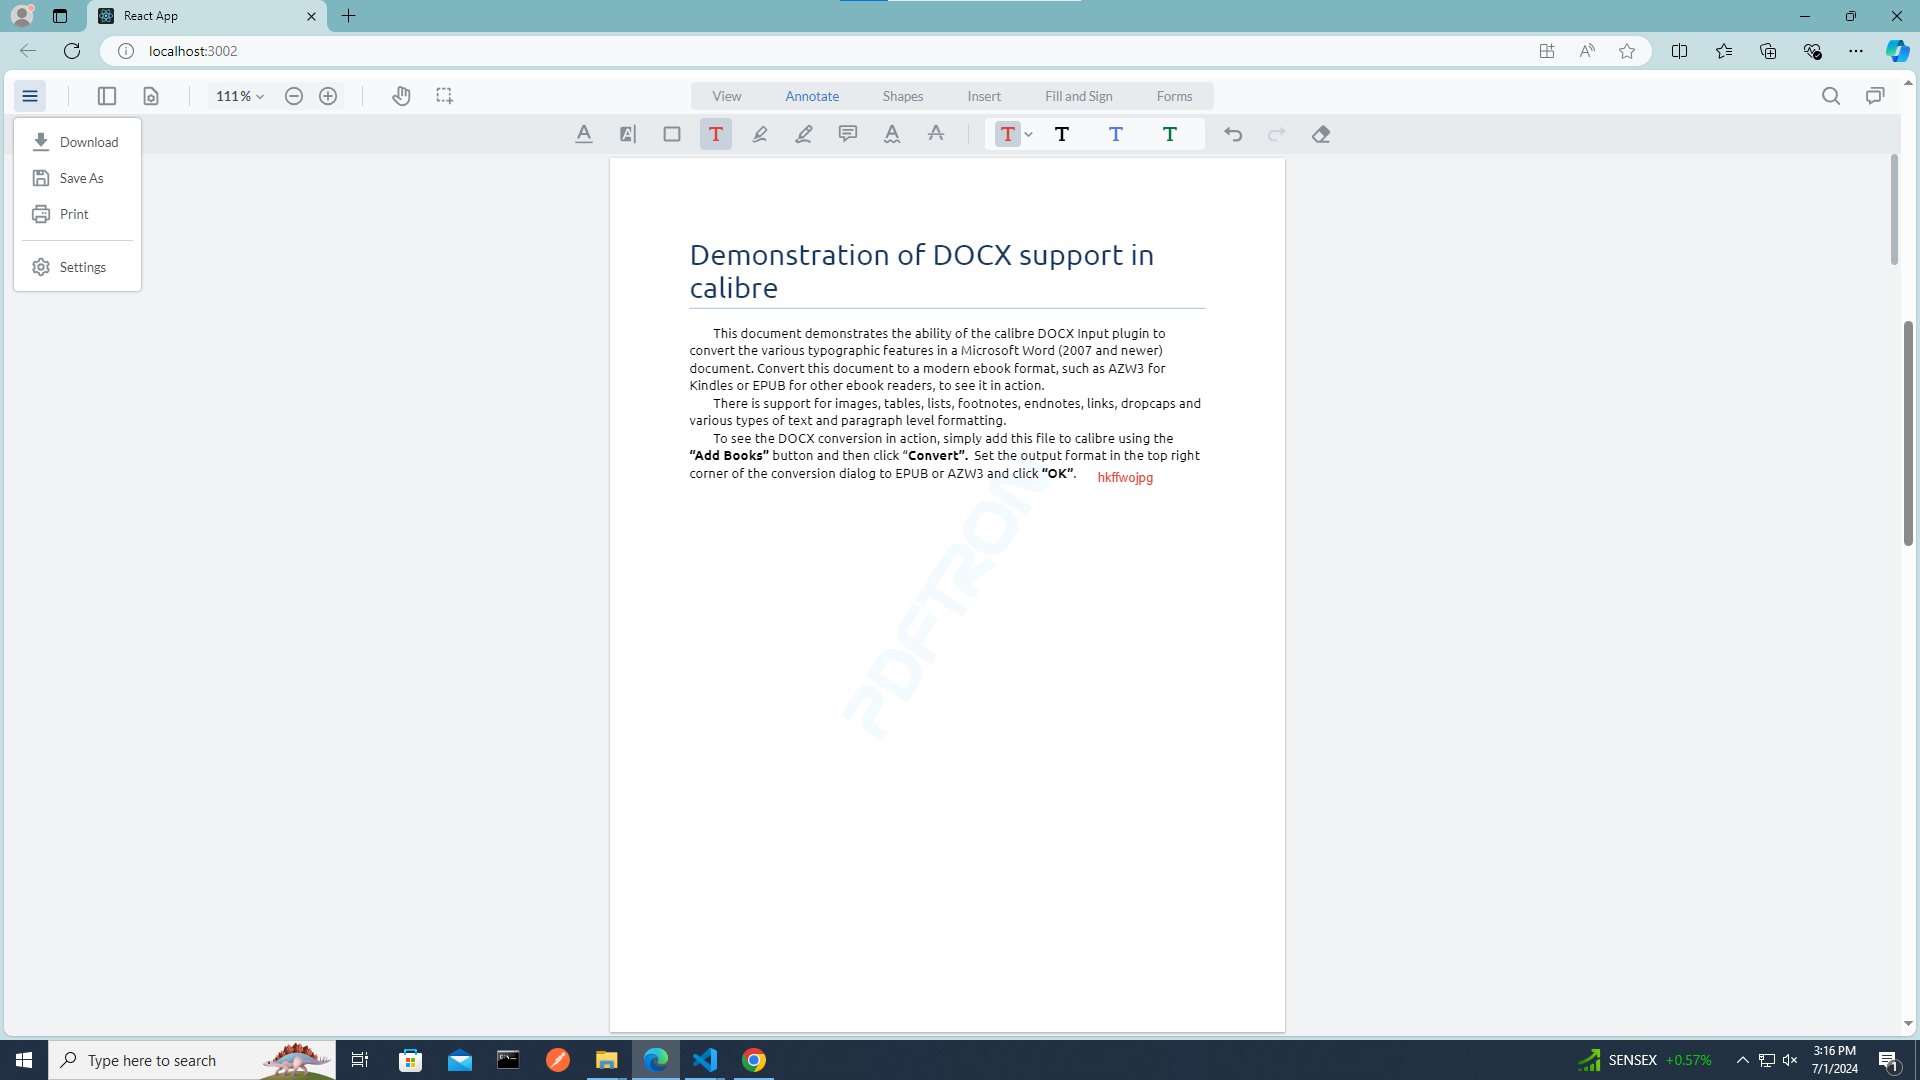 React App
localhost:3002
111%
View Annotate Shapes Insert Fill and Sign Forms
Download
Save As
Print
Settings
Demonstration of DOCX support in
calibre
This document demonstrates the ability of the calibre DOCX Input plugin to
convert the various typographic features in a Microsoft Word (2007 and newer)
document. Convert this document to a modern ebook format, such as AZW3 for
Kindles or EPUB for other ebook readers, to see it in action.
There is support for images, tables, lists, footnotes, endnotes, links, dropcaps and
various types of text and paragraph level formatting.
To see the DOCX conversion in action, simply add this file to calibre using the
“Add Books” button and then click “Convert”. Set the output format in the top right
corner of the conversion dialog to EPUB or AZW3 and click “OK”.
hkffwojpg
PDFTRON
Type here to search
SENSEX +0.57%
3:16 PM
7/1/2024
1